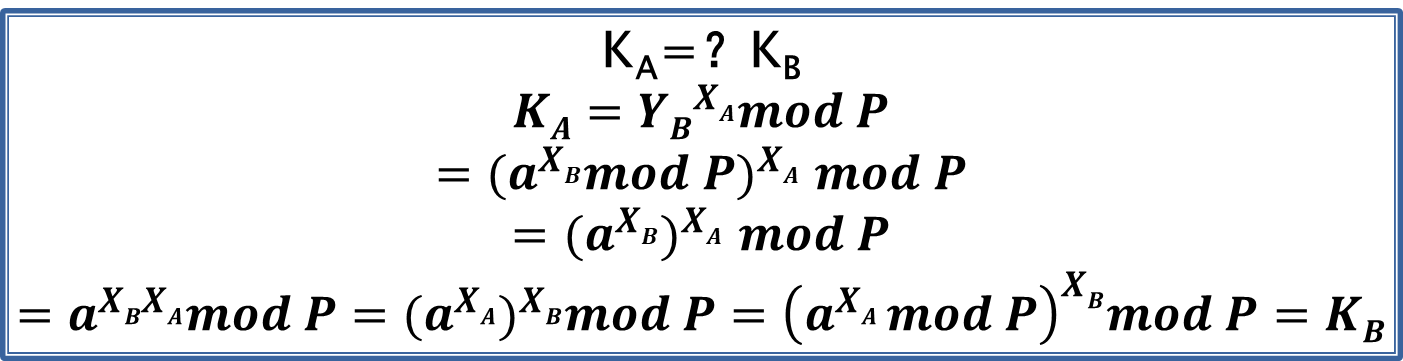 K_A=? K_B
K_A = Y_B^{X_A} mod P
= (a^{X_B} mod P)^{X_A} mod P
= (a^{X_B})^{X_A} mod P
= a^{X_B X_A} mod P = (a^{X_A})^{X_B} mod P = (a^{X_A} mod P)^{X_B} mod P = K_B